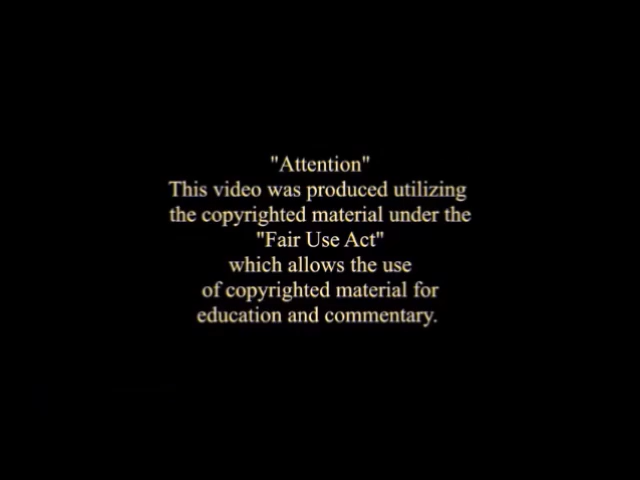 "Attention"
This video was produced utilizing
the copyrighted material under the
"Fair Use Act"
which allows the use
of copyrighted material for
education and commentary.